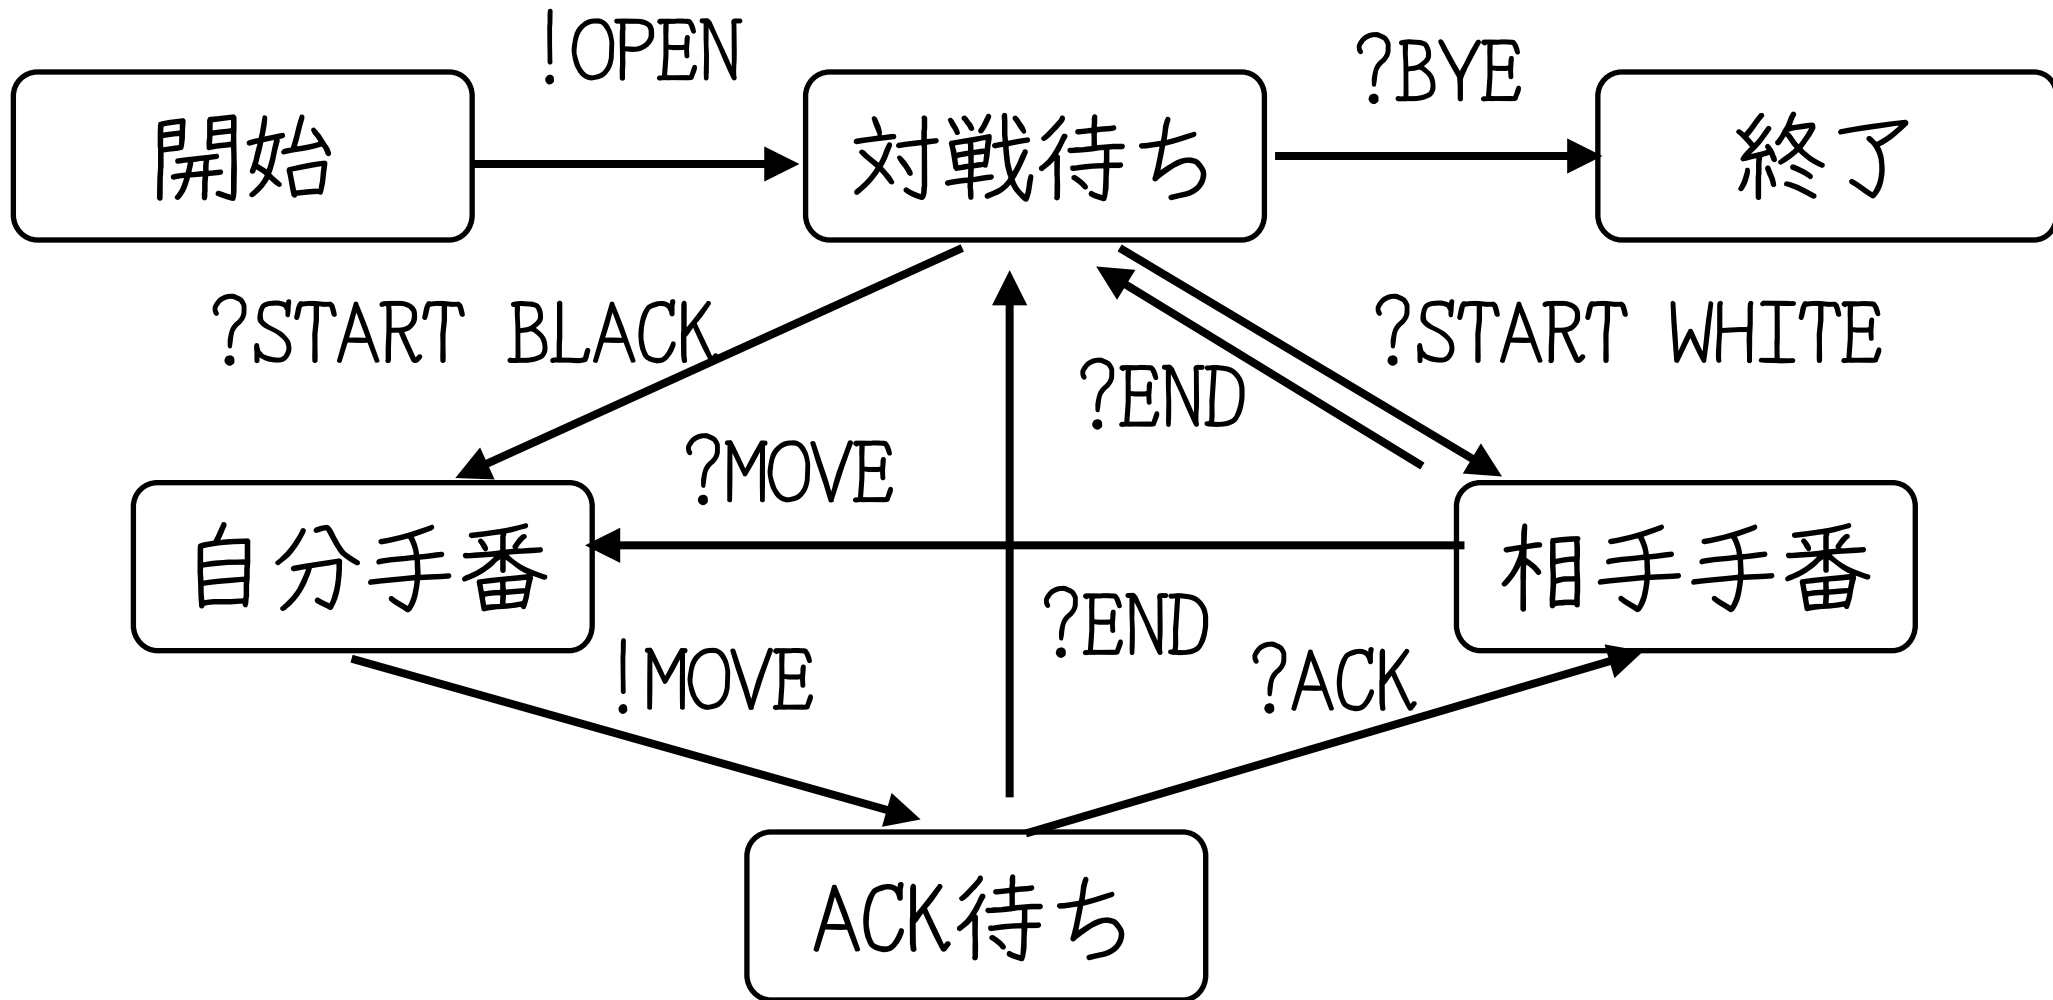 !OPEN
?BYE
開始
対戦待ち
終了
?START BLACK
?START WHITE
?END
?MOVE
自分手番
相手手番
?END
!MOVE
?ACK
ACK待ち